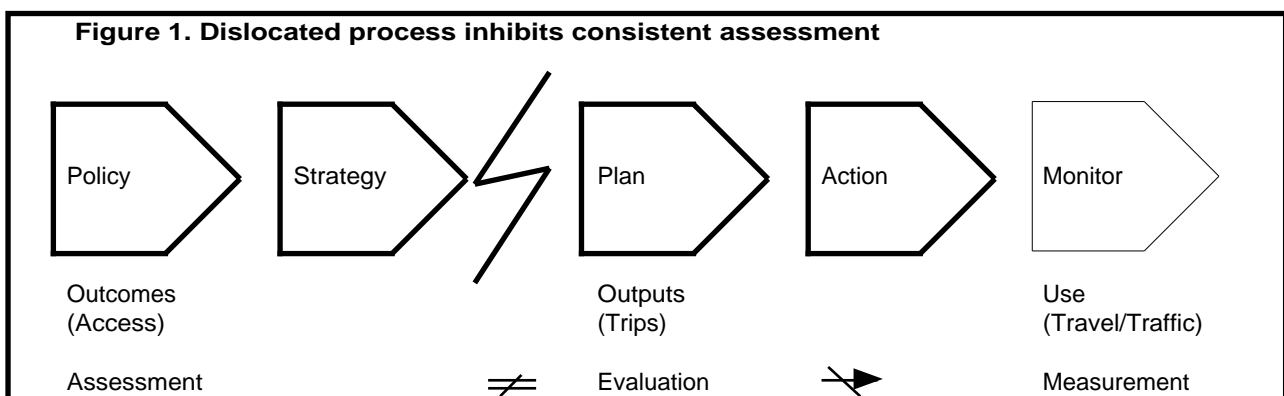 Figure 1. Dislocated process inhibits consistent assessment
Policy
Strategy
Plan
Action
Monitor
Outcomes
(Access)
Outputs
(Trips)
Use
(Travel/Traffic)
Assessment
Evaluation
Measurement